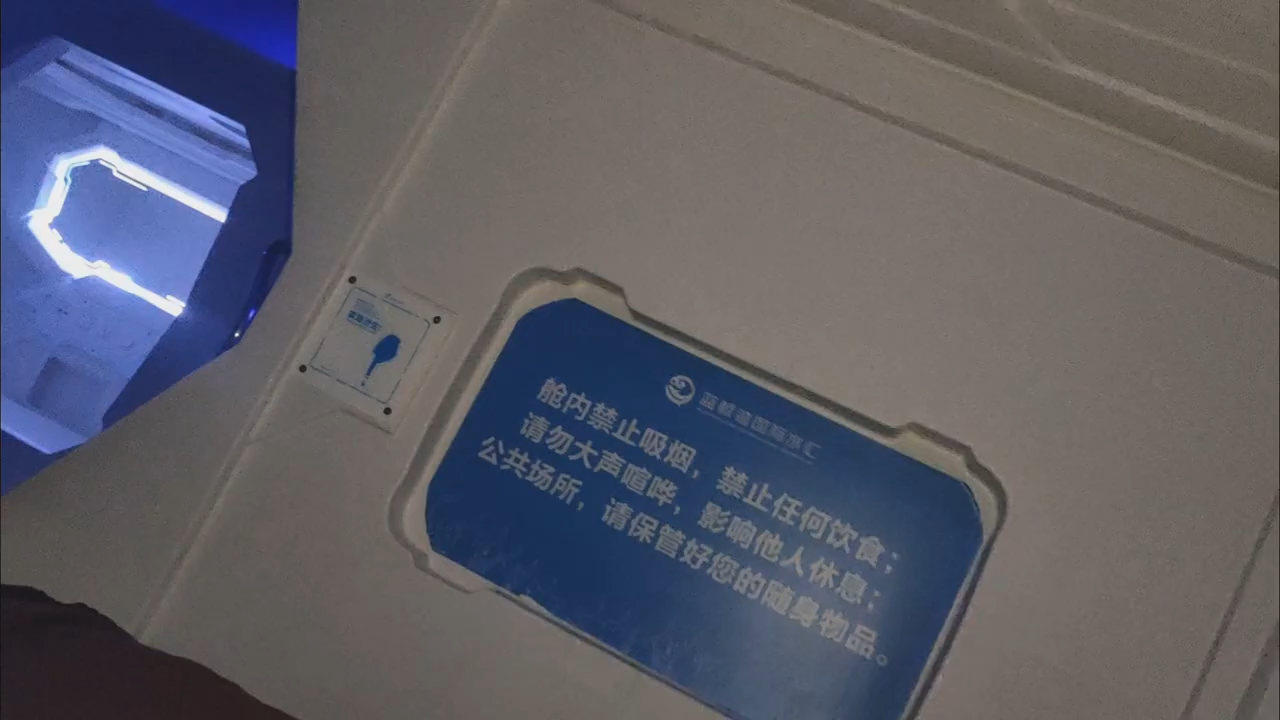 舱内禁止吸烟，禁止任何饮食；
请勿大声喧哗，影响他人休息；
公共场所，请保管好您的随身物品。